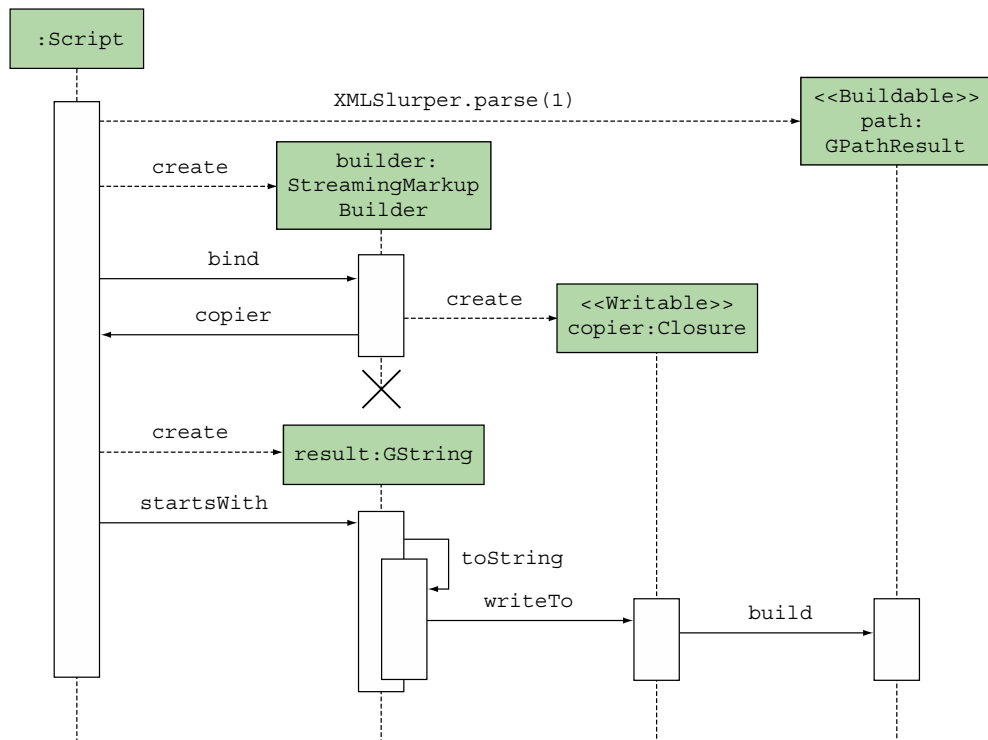 :Script
XMLSlurper.parse(1)
<<Buildable>>
path:
GPathResult
create
builder:
StreamingMarkup
Builder
bind
create
<<Writable>>
copier:Closure
copier
create
result:GString
startsWith
toString
writeTo
build